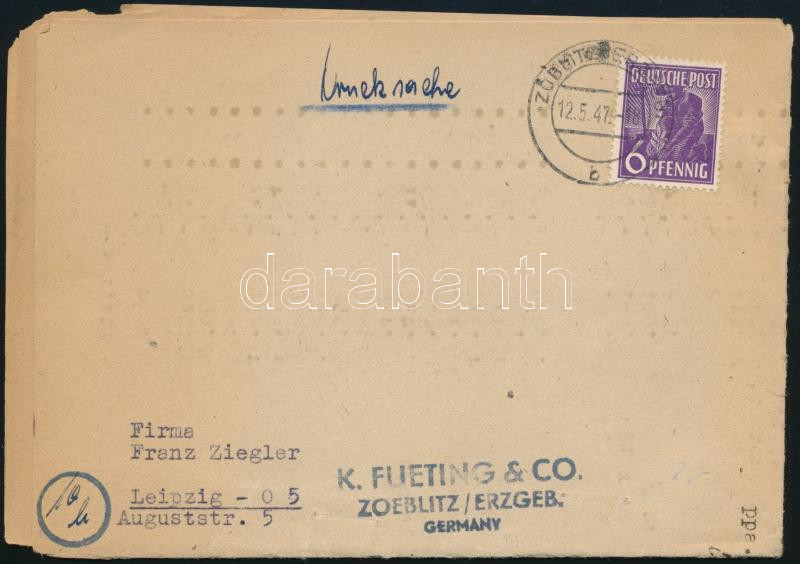 Drucksache
12.5.47.
b
DEUTSCHE POST
6 PFENNIG
darabanth
Firma
Franz Ziegler
Leipzig - O 5
Auguststr. 5
K. FUETING & CO.
ZOEBLITZ/ERZGEB.
GERMANY
ppa.